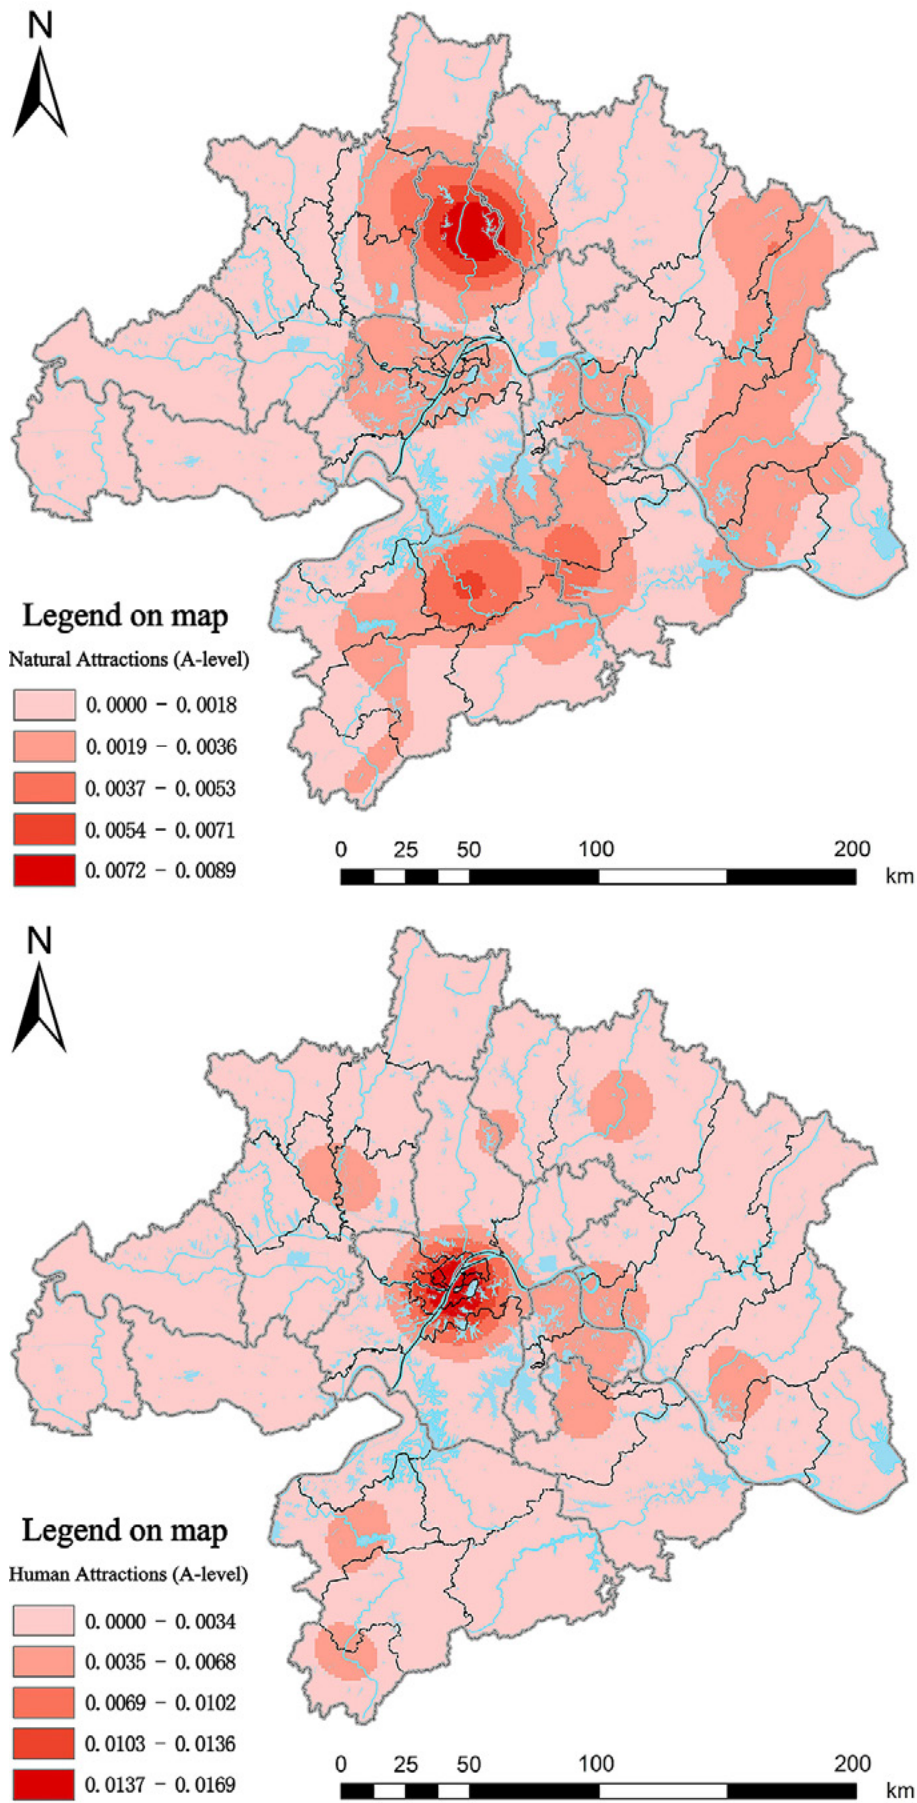 N
Legend on map
Natural Attractions (A-level)
0.0000 - 0.0018
0.0019 - 0.0036
0.0037 - 0.0053
0.0054 - 0.0071
0.0072 - 0.0089
0 25 50 100 200
km
N
Legend on map
Human Attractions (A-level)
0.0000 - 0.0034
0.0035 - 0.0068
0.0069 - 0.0102
0.0103 - 0.0136
0.0137 - 0.0169
0 25 50 100 200
km